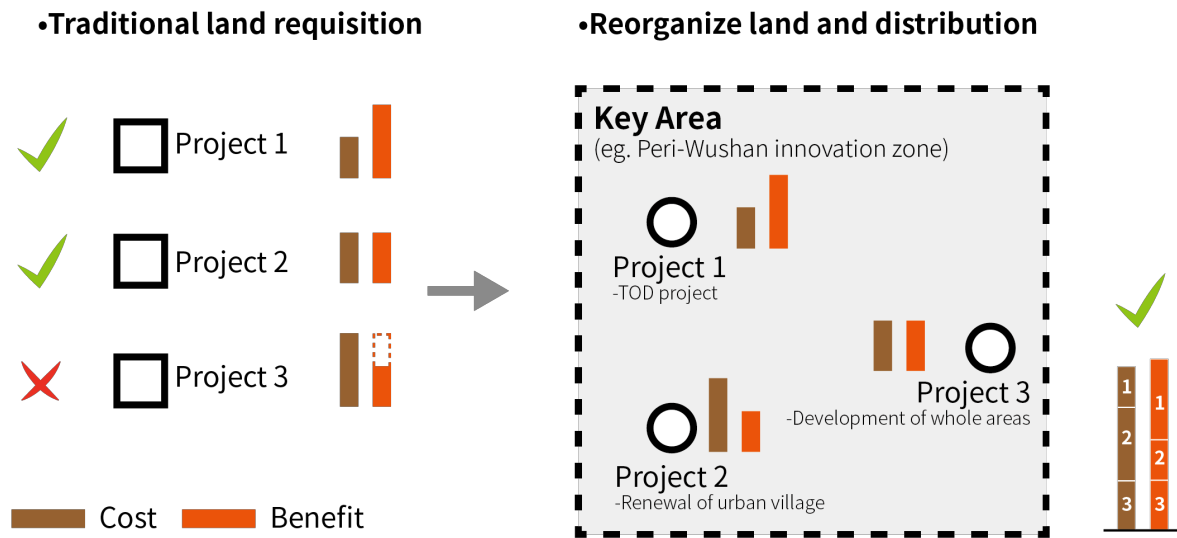 •Traditional land requisition
Project 1
Project 2
Project 3
Cost
Benefit
•Reorganize land and distribution
Key Area
(eg. Peri-Wushan innovation zone)
Project 1
-TOD project
Project 3
-Development of whole areas
Project 2
-Renewal of urban village
1
2
3
1
2
3